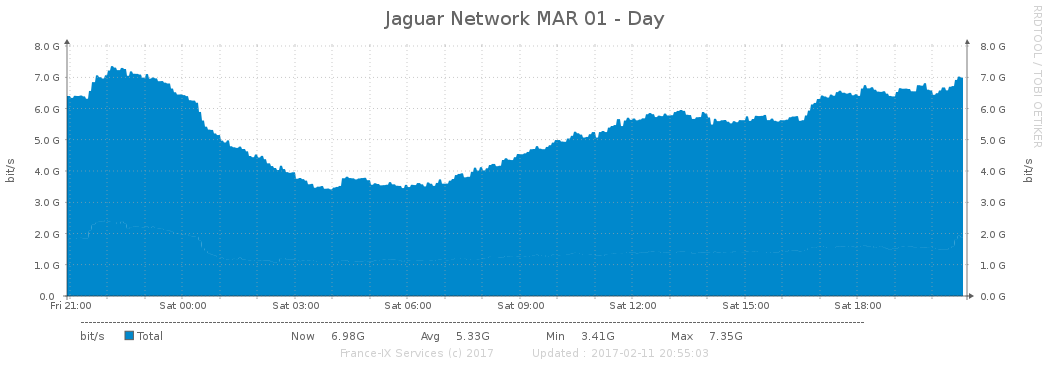 Jaguar Network MAR 01 - Day
RRDTOOL / TOBI OETIKER
8.0 G 8.0 G
7.0 G 7.0 G
6.0 G 6.0 G
5.0 G 5.0 G
4.0 G 4.0 G
3.0 G 3.0 G
2.0 G 2.0 G
1.0 G 1.0 G
0.0 0.0 G
bit/s bit/s
Fri 21:00 Sat 00:00 Sat 03:00 Sat 06:00 Sat 09:00 Sat 12:00 Sat 15:00 Sat 18:00
bit/s Total Now 6.98G Avg 5.33G Min 3.41G Max 7.35G
France-IX Services (c) 2017 Updated : 2017-02-11 20:55:03